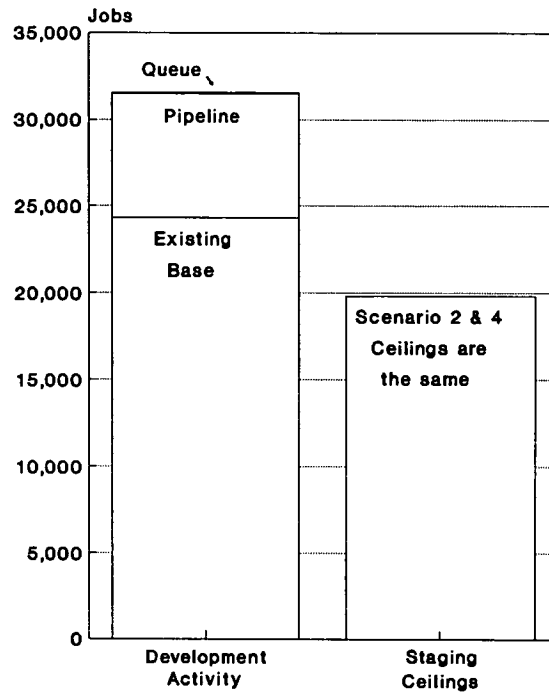 Jobs
35,000
30,000
25,000
20,000
15,000
10,000
5,000
0
Queue
Pipeline
Existing
Base
Scenario 2 & 4
Ceilings are
the same
Development
Activity
Staging
Ceilings